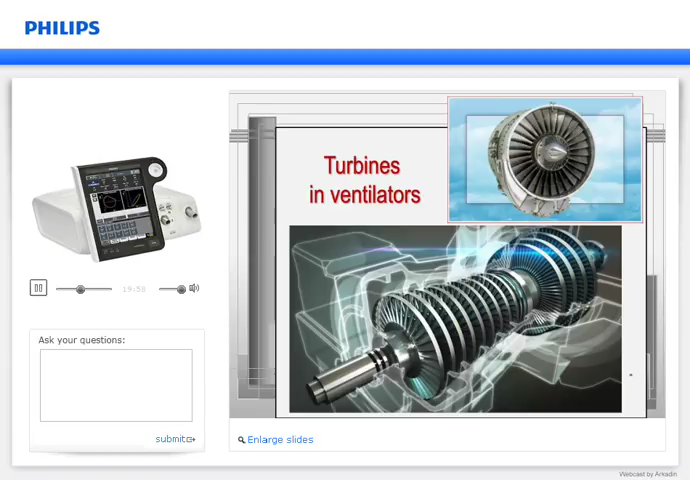 PHILIPS
Turbines
in ventilators
19:58
Ask your questions:
submit
Enlarge slides
Webcast by Arkadin